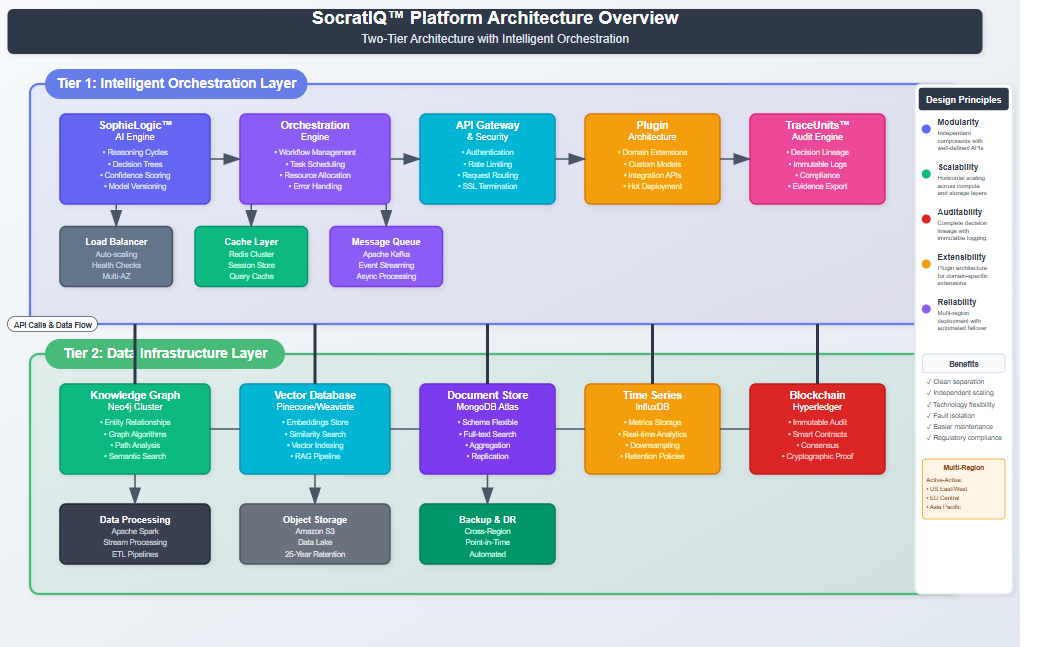 SocratIQ™ Platform Architecture Overview
Two-Tier Architecture with Intelligent Orchestration
Tier 1: Intelligent Orchestration Layer
SophieLogic™
AI Engine
• Reasoning Cycles
• Decision Trees
• Confidence Scoring
• Model Versioning
Orchestration
Engine
• Workflow Management
• Task Scheduling
• Resource Allocation
• Error Handling
API Gateway
& Security
• Authentication
• Rate Limiting
• Request Routing
• SSL Termination
Plugin
Architecture
• Domain Extensions
• Custom Models
• Integration APIs
• Hot Deployment
TraceUnits™
Audit Engine
• Decision Lineage
• Immutable Logs
• Compliance
• Evidence Export
Load Balancer
Auto-scaling
Health Checks
Multi-AZ
Cache Layer
Redis Cluster
Session Store
Query Cache
Message Queue
Apache Kafka
Event Streaming
Async Processing
API Calls & Data Flow
Tier 2: Data Infrastructure Layer
Knowledge Graph
Neo4j Cluster
• Entity Relationships
• Graph Algorithms
• Path Analysis
• Semantic Search
Vector Database
Pinecone/Weaviate
• Embeddings Store
• Similarity Search
• Vector Indexing
• RAG Pipeline
Document Store
MongoDB Atlas
• Schema Flexible
• Full-text Search
• Aggregation
• Replication
Time Series
InfluxDB
• Metrics Storage
• Real-time Analytics
• Downsampling
• Retention Policies
Blockchain
Hyperledger
• Immutable Audit
• Smart Contracts
• Consensus
• Cryptographic Proof
Data Processing
Apache Spark
Stream Processing
ETL Pipelines
Object Storage
Amazon S3
Data Lake
25-Year Retention
Backup & DR
Cross-Region
Point-in-Time
Automated
Design Principles
Modularity
Independent
components with
well-defined APIs
Scalability
Horizontal scaling
across compute
and storage layers
Auditability
Complete decision
lineage with
immutable logging
Extensibility
Plugin architecture
for domain-specific
extensions
Reliability
Multi-region
deployment with
automated failover
Benefits
✓ Clean separation
✓ Independent scaling
✓ Technology flexibility
✓ Fault isolation
✓ Easier maintenance
✓ Regulatory compliance
Multi-Region
Active-Active:
• US East/West
• EU Central
• Asia Pacific